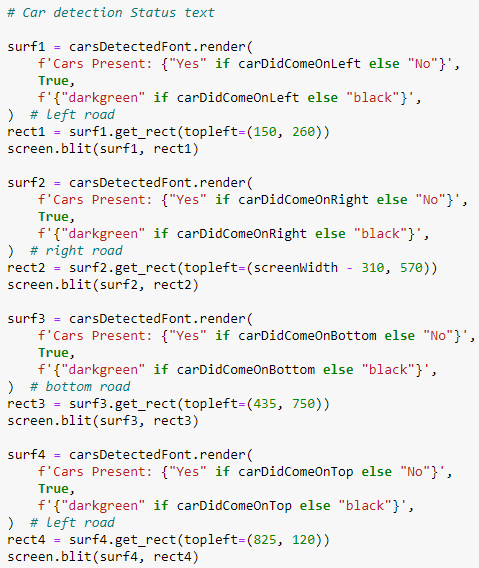 # Car detection Status text

surf1 = carsDetectedFont.render(
    f'Cars Present: {"Yes" if carDidComeOnLeft else "No"}',
    True,
    f'{"darkgreen" if carDidComeOnLeft else "black"}',
)  # left road
rect1 = surf1.get_rect(topleft=(150, 260))
screen.blit(surf1, rect1)

surf2 = carsDetectedFont.render(
    f'Cars Present: {"Yes" if carDidComeOnRight else "No"}',
    True,
    f'{"darkgreen" if carDidComeOnRight else "black"}',
)  # right road
rect2 = surf2.get_rect(topleft=(screenWidth - 310, 570))
screen.blit(surf2, rect2)

surf3 = carsDetectedFont.render(
    f'Cars Present: {"Yes" if carDidComeOnBottom else "No"}',
    True,
    f'{"darkgreen" if carDidComeOnBottom else "black"}',
)  # bottom road
rect3 = surf3.get_rect(topleft=(435, 750))
screen.blit(surf3, rect3)

surf4 = carsDetectedFont.render(
    f'Cars Present: {"Yes" if carDidComeOnTop else "No"}',
    True,
    f'{"darkgreen" if carDidComeOnTop else "black"}',
)  # left road
rect4 = surf4.get_rect(topleft=(825, 120))
screen.blit(surf4, rect4)